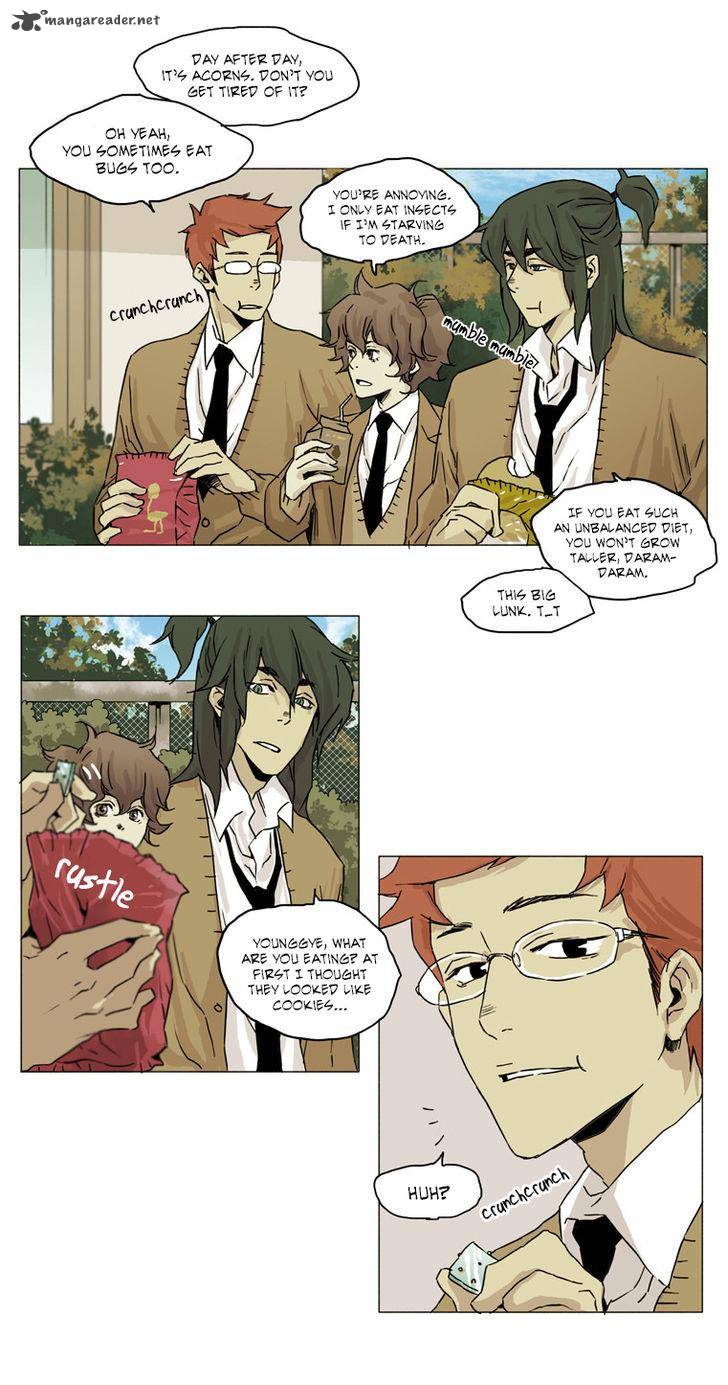 mangareader.net
DAY AFTER DAY,
IT'S ACORNS. DON'T YOU
GET TIRED OF IT?
OH YEAH,
YOU SOMETIMES EAT
BUGS TOO.
YOU'RE ANNOYING.
I ONLY EAT INSECTS
IF I'M STARVING
TO DEATH.
crunchcrunch
mumble mumble
IF YOU EAT SUCH
AN UNBALANCED DIET,
YOU WON'T GROW
TALLER, DARAM-
DARAM.
THIS BIG
LUNK. T_T
rustle
YOUNGGYE, WHAT
ARE YOU EATING? AT
FIRST I THOUGHT
THEY LOOKED LIKE
COOKIES...
HUH?
crunchcrunch